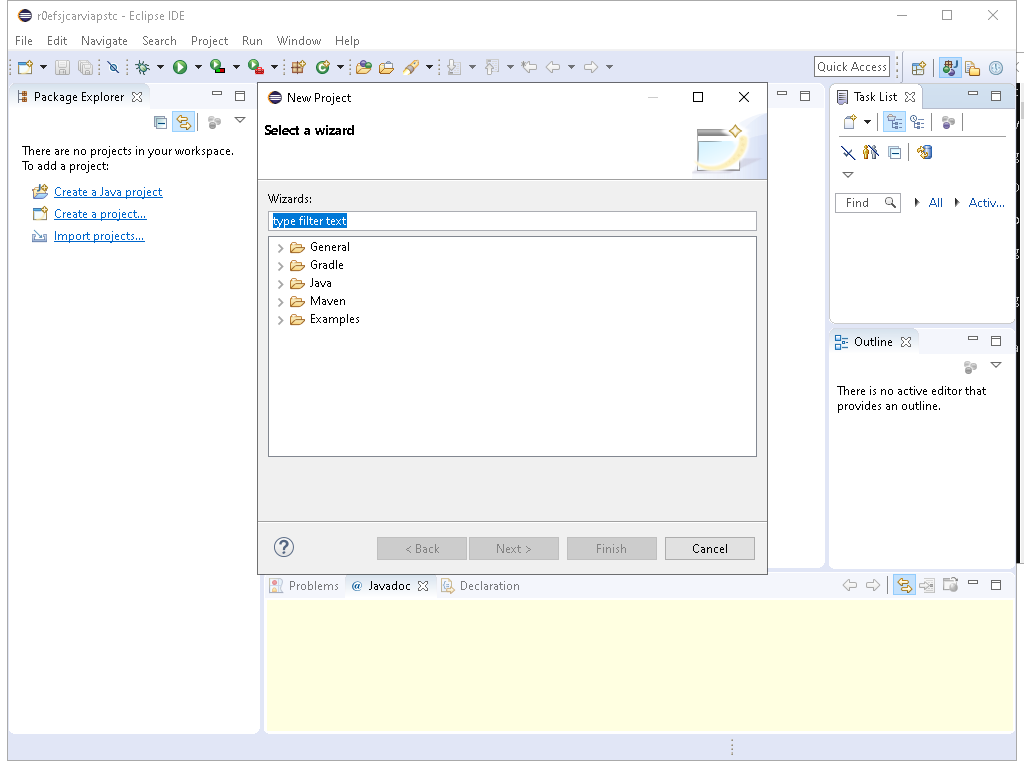 r0efsjcarviapstc - Eclipse IDE
File Edit Navigate Search Project Run Window Help
Quick Access
Package Explorer
There are no projects in your workspace.
To add a project:
Create a Java project
Create a project...
Import projects...
New Project
Select a wizard
Wizards:
type filter text
General
Gradle
Java
Maven
Examples
< Back Next > Finish Cancel
Task List
Find All Activ...
Outline
There is no active editor that
provides an outline.
Problems @ Javadoc Declaration